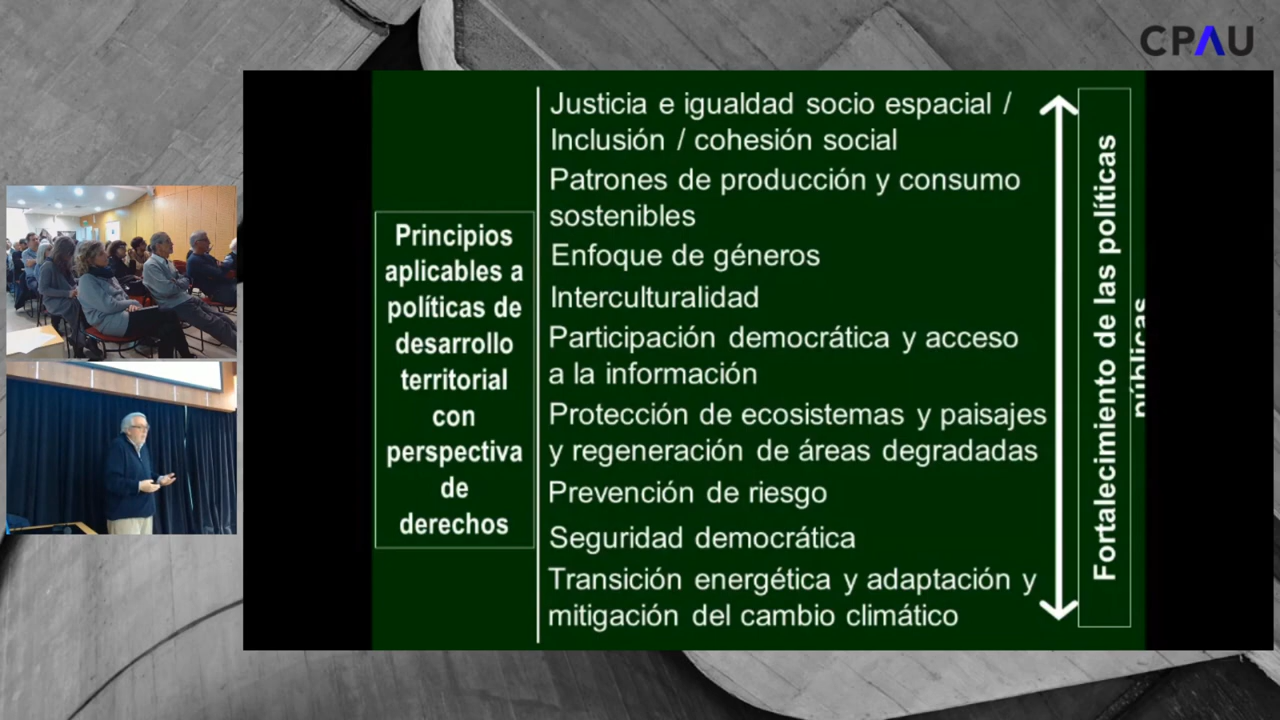 CPAU
Principios
aplicables a
políticas de
desarrollo
territorial
con
perspectiva
de
derechos
Justicia e igualdad socio espacial /
Inclusión / cohesión social
Patrones de producción y consumo
sostenibles
Enfoque de géneros
Interculturalidad
Participación democrática y acceso
a la información
Protección de ecosistemas y paisajes
y regeneración de áreas degradadas
Prevención de riesgo
Seguridad democrática
Transición energética y adaptación y
mitigación del cambio climático
Fortalecimiento de las políticas
públicas